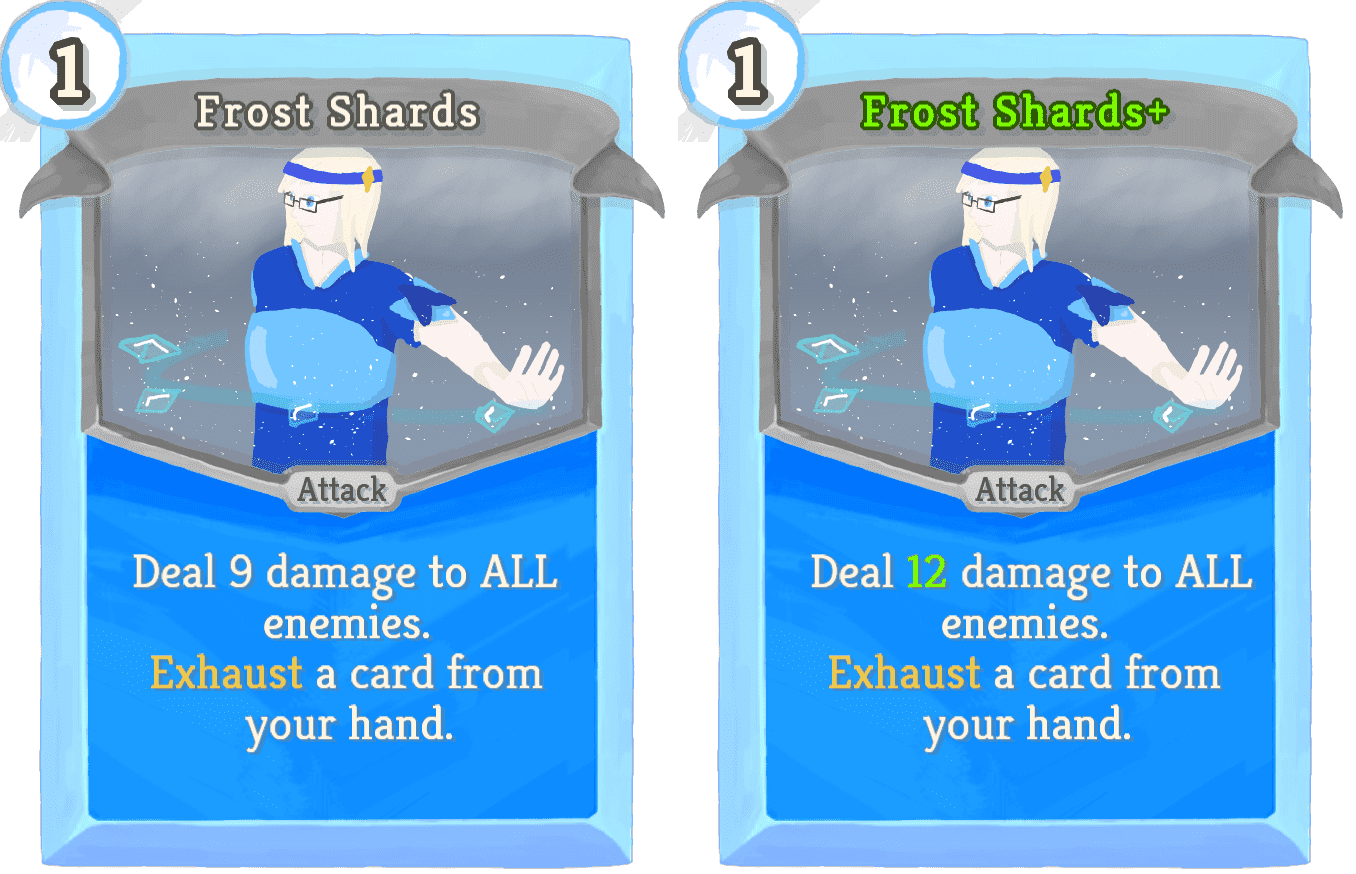 1
Frost Shards
Attack
Deal 9 damage to ALL
enemies.
Exhaust a card from
your hand.
1
Frost Shards+
Attack
Deal 12 damage to ALL
enemies.
Exhaust a card from
your hand.